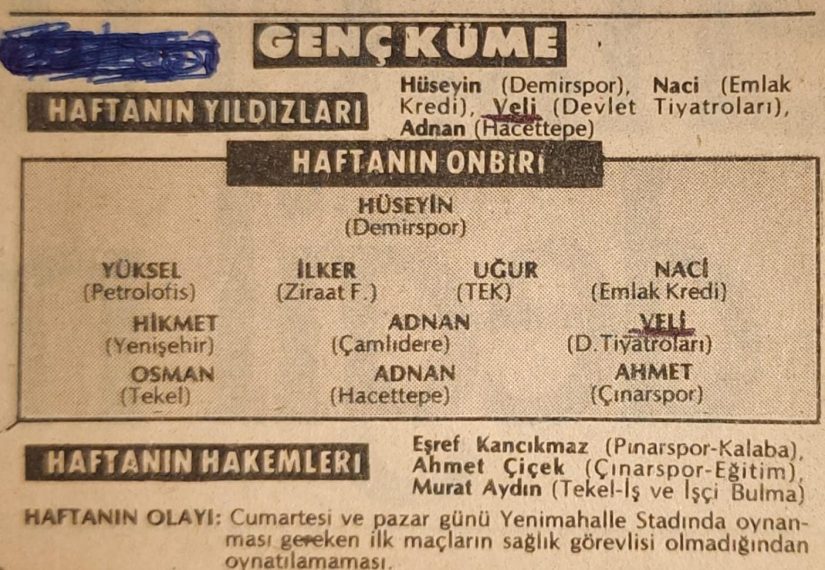 GENÇ KÜME
HAFTANIN YILDIZLARI
Hüseyin (Demirspor), Naci (Emlak
Kredi), Veli (Devlet Tiyatroları),
Adnan (Hacettepe)
HAFTANIN ONBİRİ
HÜSEYİN
(Demirspor)
YÜKSEL İLKER UĞUR NACİ
(Petrolofis) (Ziraat F.) (TEK) (Emlak Kredi)
HİKMET ADNAN VELİ
(Yenişehir) (Çamlıdere) (D.Tiyatroları)
OSMAN ADNAN AHMET
(Tekel) (Hacettepe) (Çınarspor)
HAFTANIN HAKEMLERI
Eşref Kancıkmaz (Pınarspor-Kalaba),
Ahmet Çiçek (Çınarspor-Eğitim),
Murat Aydın (Tekel-İş ve İşçi Bulma)
HAFTANIN OLAYI: Cumartesi ve pazar günü Yenimahalle Stadında oynan-
ması gereken ilk maçların sağlık görevlisi olmadığından
oynatılamaması.